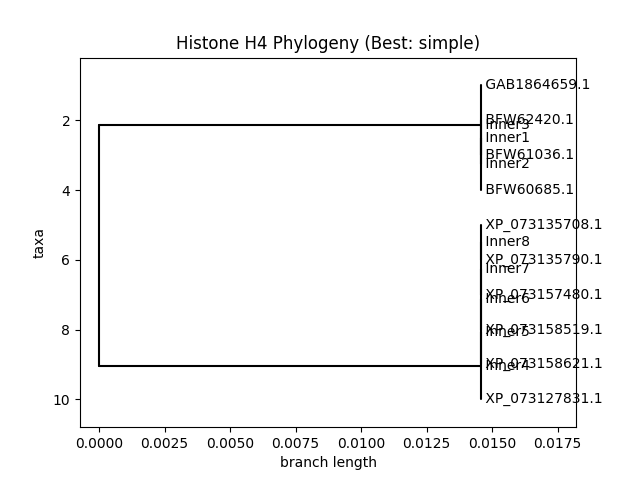 Histone H4 Phylogeny (Best: simple)
GAB1864659.1
BFW62420.1
Inner3
Inner1
BFW61036.1
Inner2
BFW60685.1
XP_073135708.1
Inner8
XP_073135790.1
Inner7
XP_073157480.1
Inner6
XP_073158519.1
Inner5
XP_073158621.1
Inner4
XP_073127831.1
2
4
6
8
10
taxa
0.0000 0.0025 0.0050 0.0075 0.0100 0.0125 0.0150 0.0175
branch length